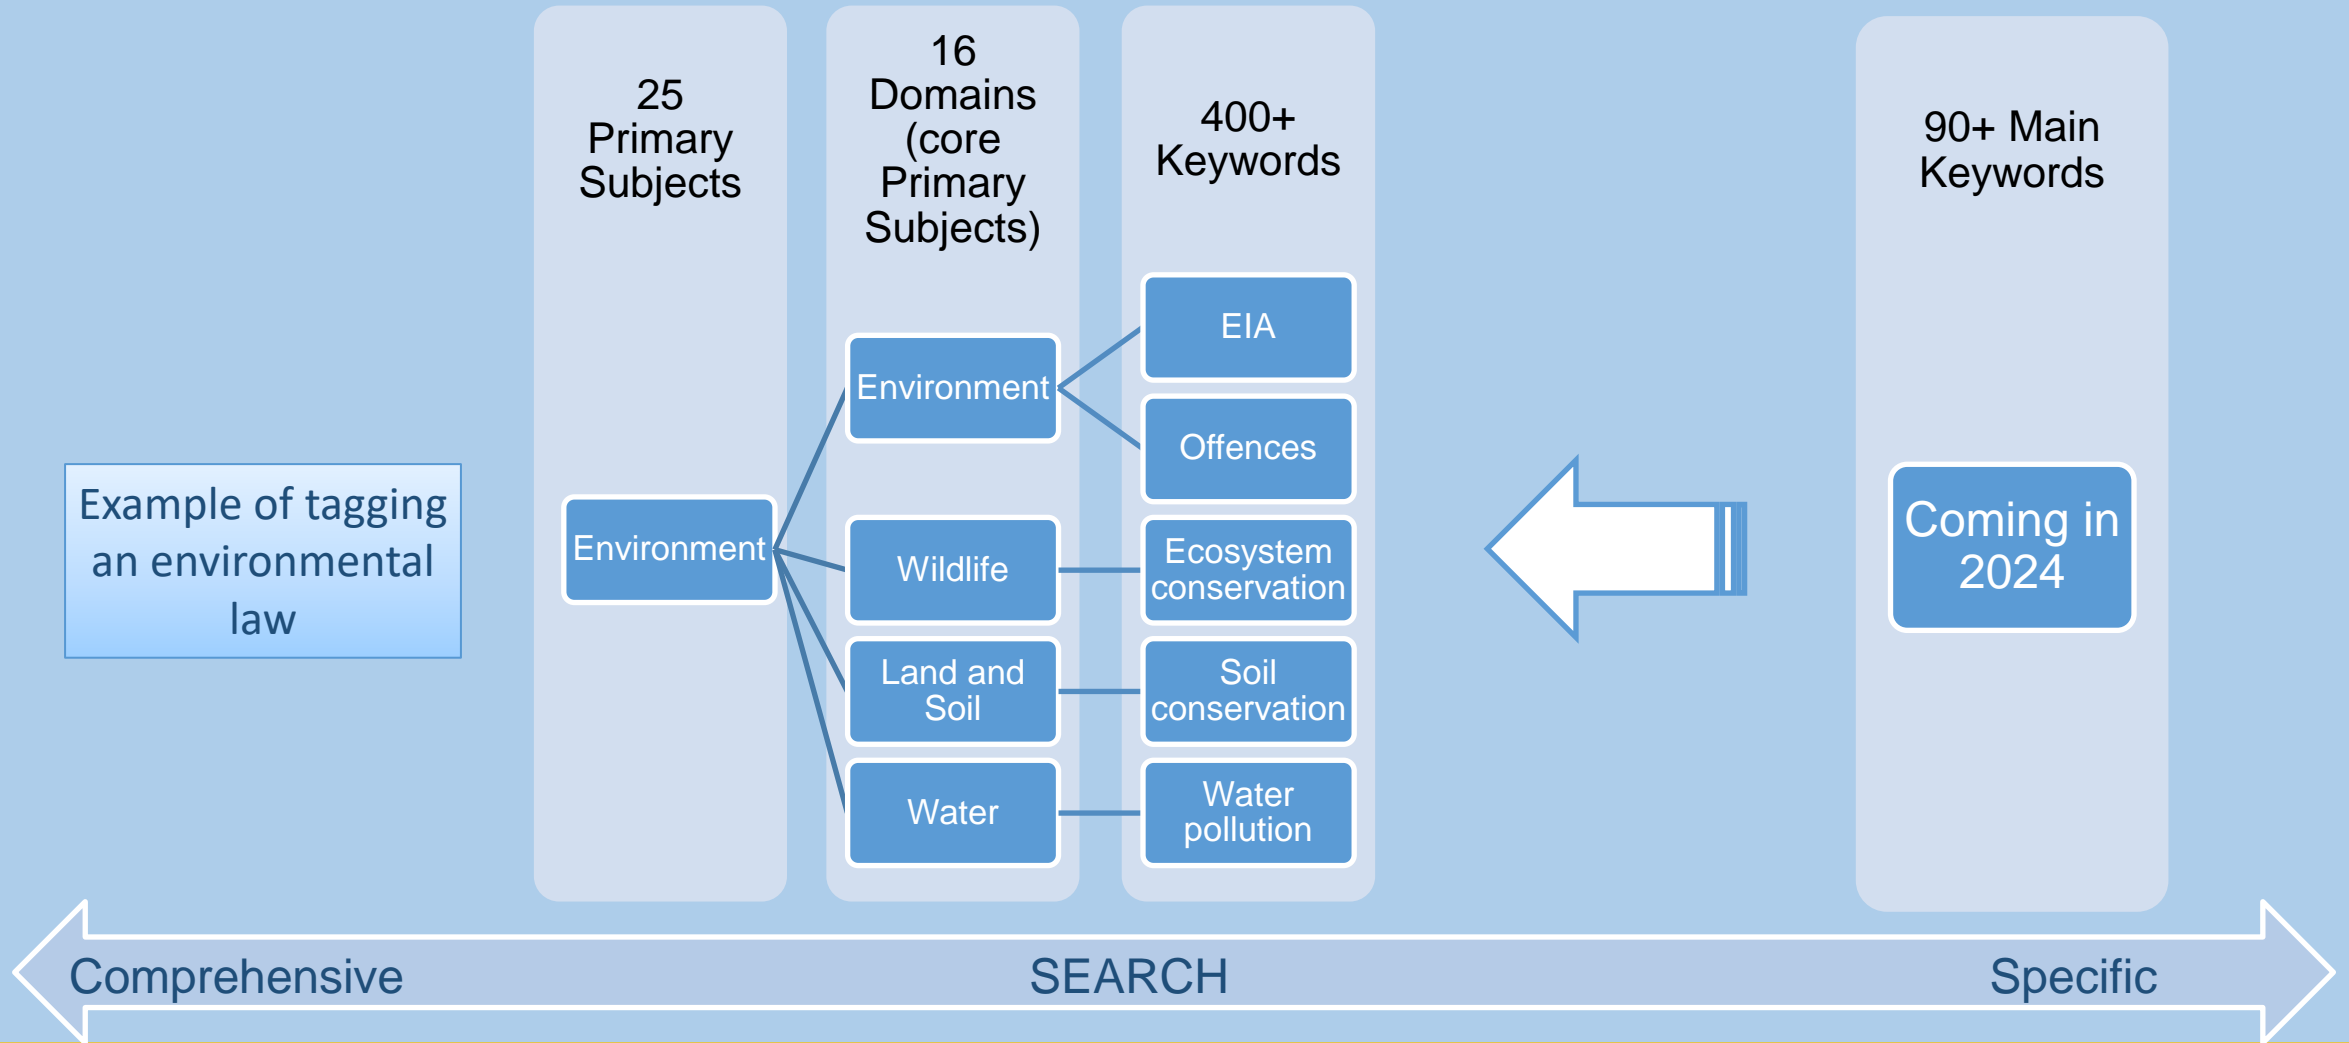 25
Primary
Subjects
16
Domains
(core
Primary
Subjects)
400+
Keywords
90+ Main
Keywords
Example of tagging
an environmental
law
Environment
Environment
Wildlife
Land and
Soil
Water
EIA
Offences
Ecosystem
conservation
Soil
conservation
Water
pollution
Coming in
2024
Comprehensive
SEARCH
Specific